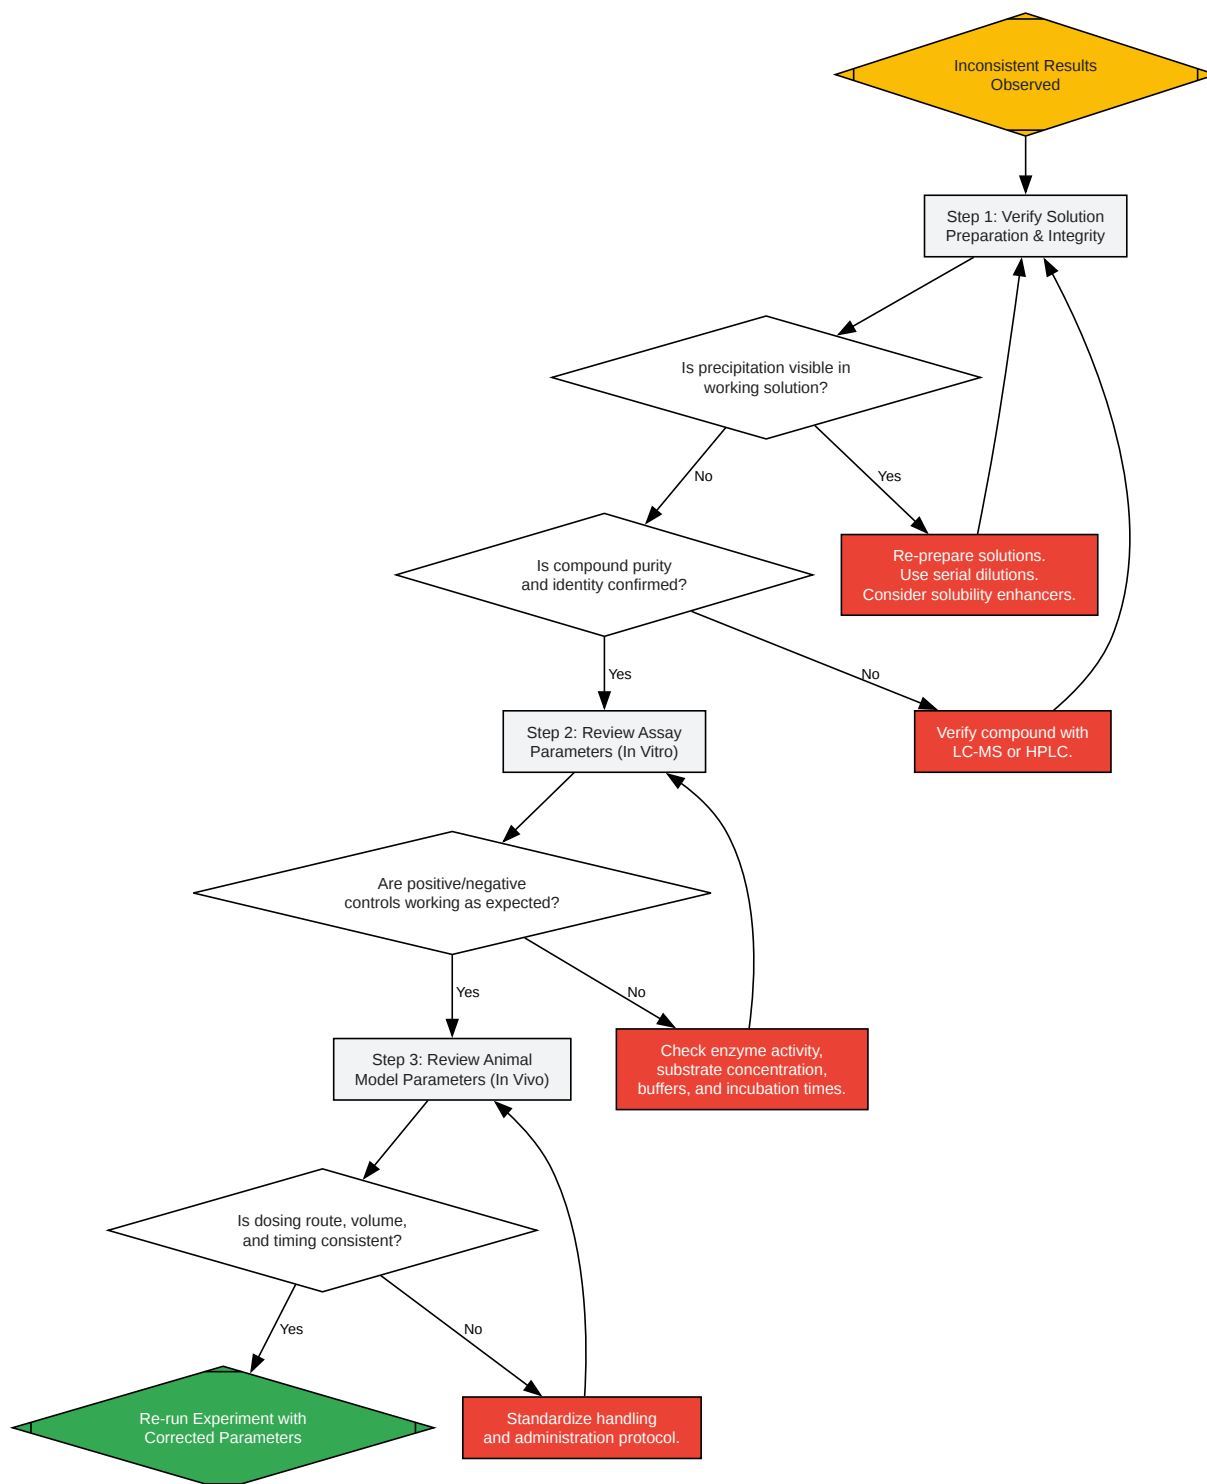 Inconsistent Results
Observed
Step 1: Verify Solution
Preparation & Integrity
Is precipitation visible in
working solution?
No
Yes
Re-prepare solutions.
Use serial dilutions.
Consider solubility enhancers.
Is compound purity
and identity confirmed?
Yes
No
Step 2: Review Assay
Parameters (In Vitro)
Verify compound with
LC-MS or HPLC.
Are positive/negative
controls working as expected?
Yes
No
Step 3: Review Animal
Model Parameters (In Vivo)
Check enzyme activity,
substrate concentration,
buffers, and incubation times.
Is dosing route, volume,
and timing consistent?
Yes
No
Re-run Experiment with
Corrected Parameters
Standardize handling
and administration protocol.